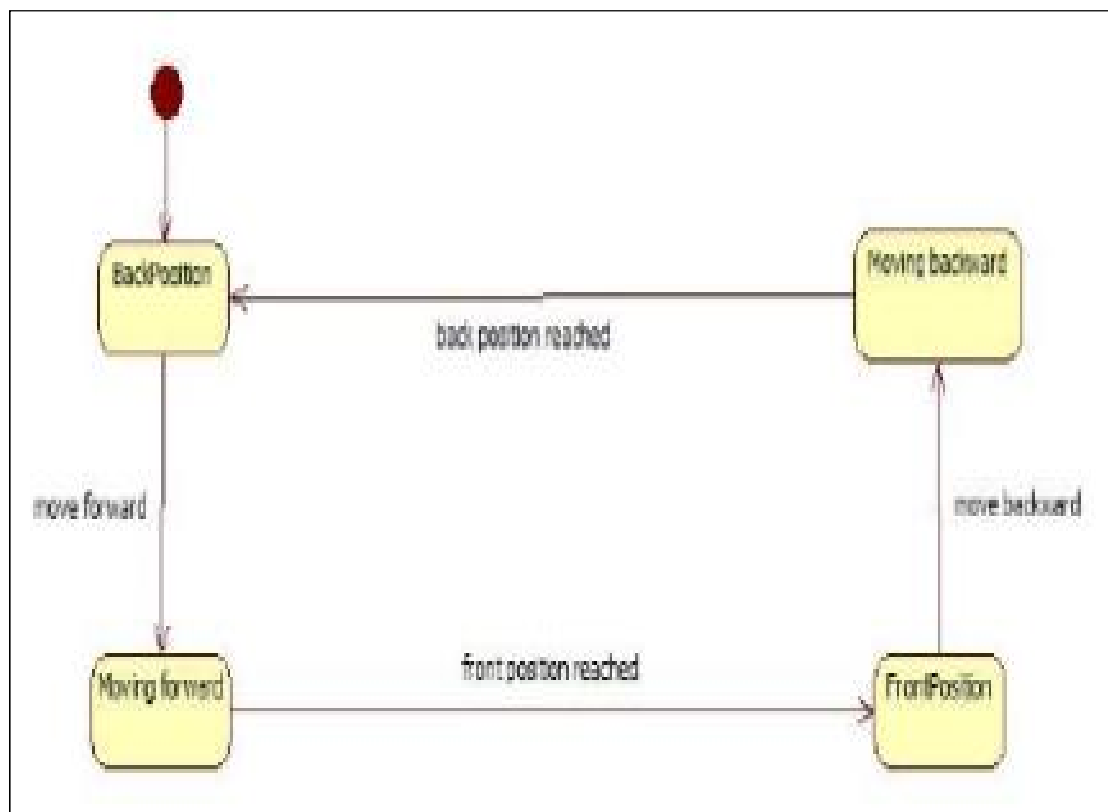 BackPosition
Moving backward
back position reached
move forward
move backward
front position reached
Moving forward
FrontPosition